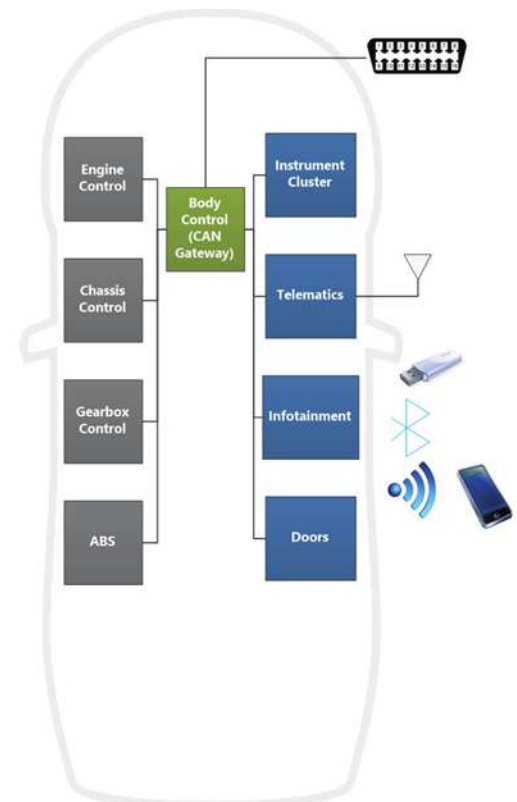 Engine
Control
Chassis
Control
Gearbox
Control
ABS
Body
Control
(CAN
Gateway)
Instrument
Cluster
Telematics
Infotainment
Doors